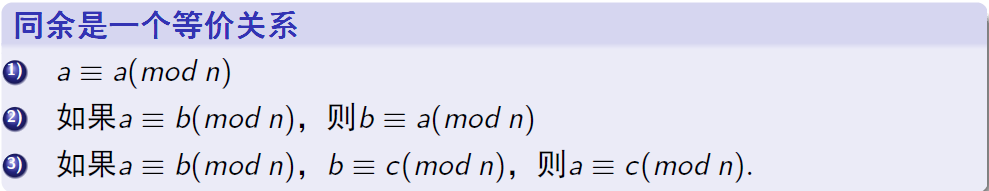 同余是一个等价关系
1) a ≡ a(mod n)
2) 如果a ≡ b(mod n)，则b ≡ a(mod n)
3) 如果a ≡ b(mod n)，b ≡ c(mod n)，则a ≡ c(mod n).